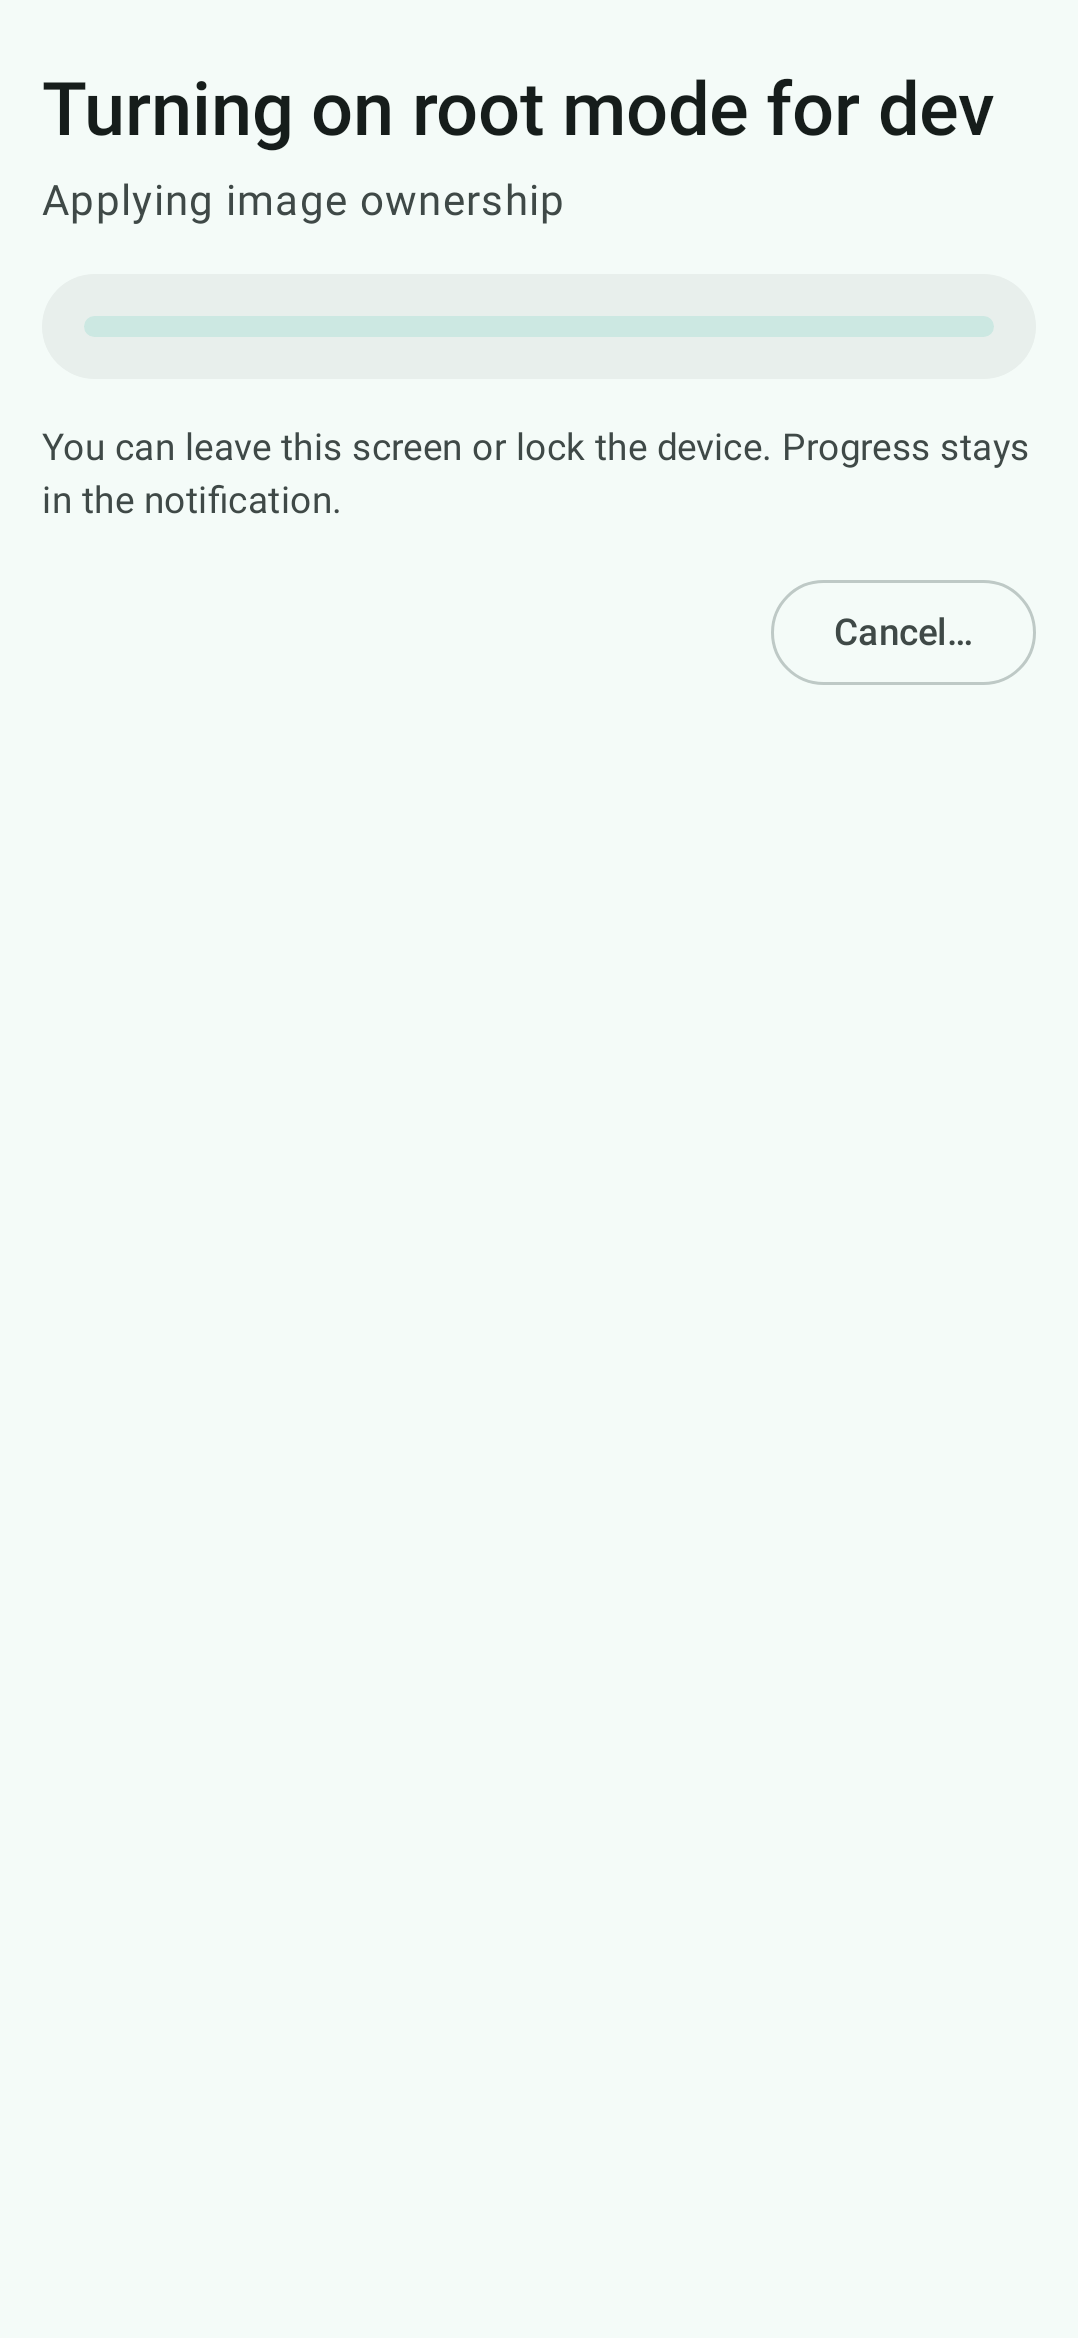 Turning on root mode for dev
Applying image ownership
You can leave this screen or lock the device. Progress stays
in the notification.
Cancel…